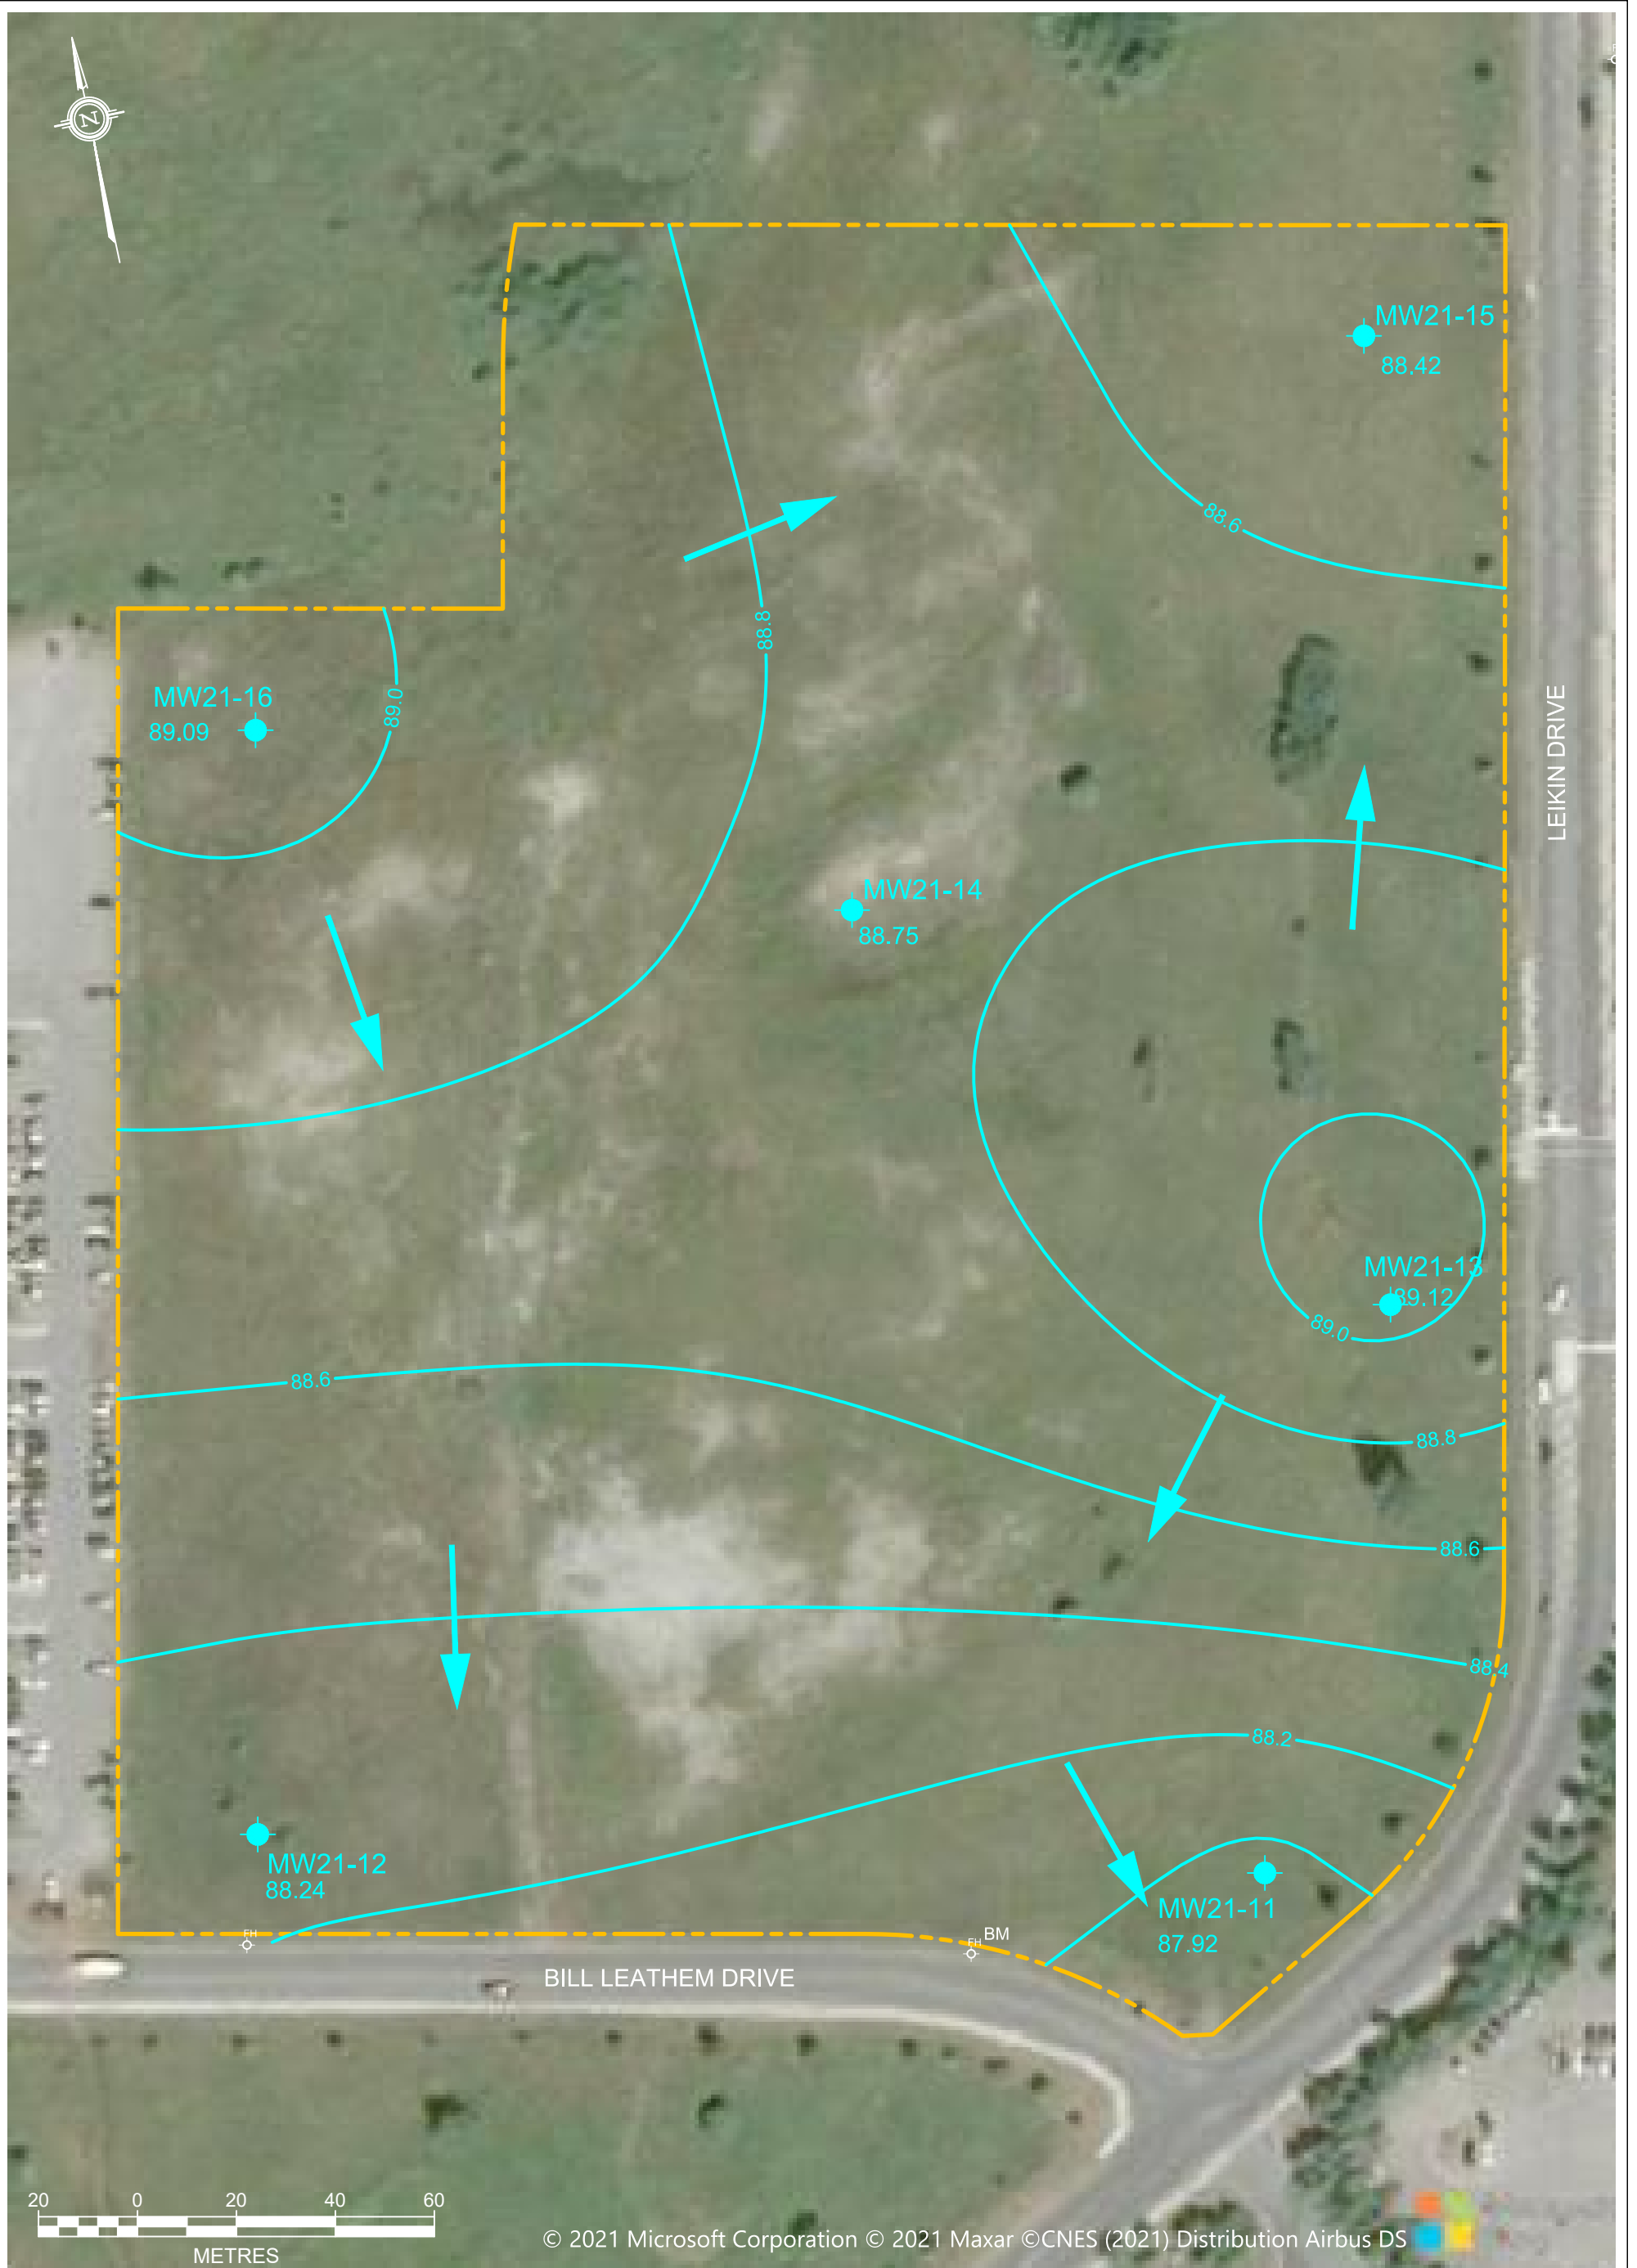 N
MW21-15
88.42
88.6
88.8
MW21-16
89.09
89.0
LEIKIN DRIVE
MW21-14
88.75
MW21-13
89.12
89.0
88.6
88.8
88.6
88.4
88.2
MW21-12
88.24
MW21-11
87.92
FH
FH
BM
BILL LEATHEM DRIVE
20 0 20 40 60
METRES
© 2021 Microsoft Corporation © 2021 Maxar ©CNES (2021) Distribution Airbus DS